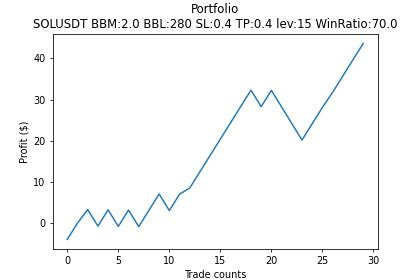 Portfolio
SOLUSDT BBM:2.0 BBL:280 SL:0.4 TP:0.4 lev:15 WinRatio:70.0
Profit ($)
40
30
20
10
0
0 5 10 15 20 25 30
Trade counts